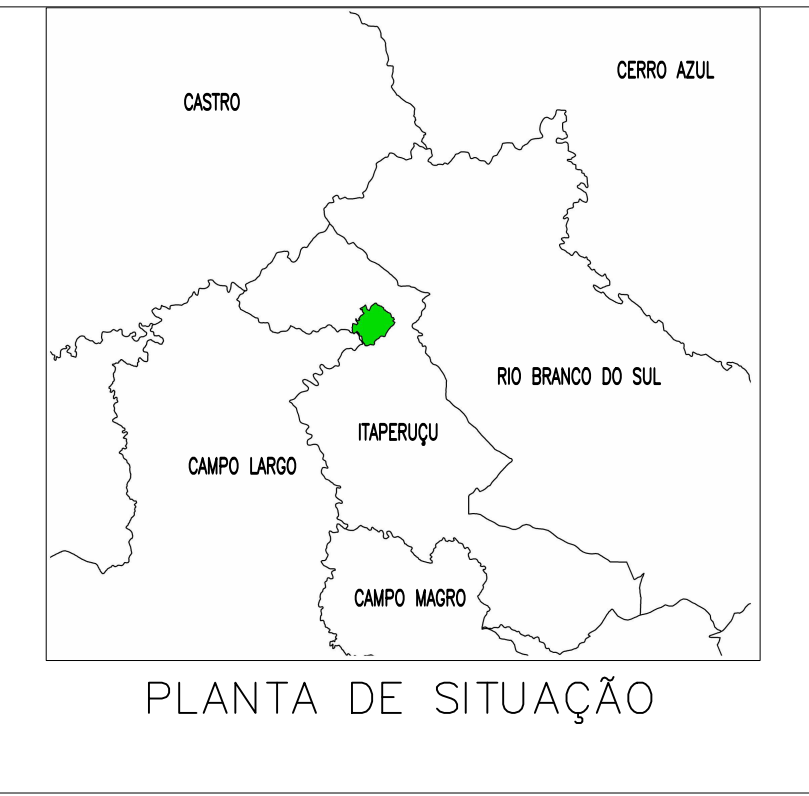 CERRO AZUL
CASTRO
RIO BRANCO DO SUL
ITAPERUÇU
CAMPO LARGO
CAMPO MAGRO
PLANTA DE SITUAÇÃO